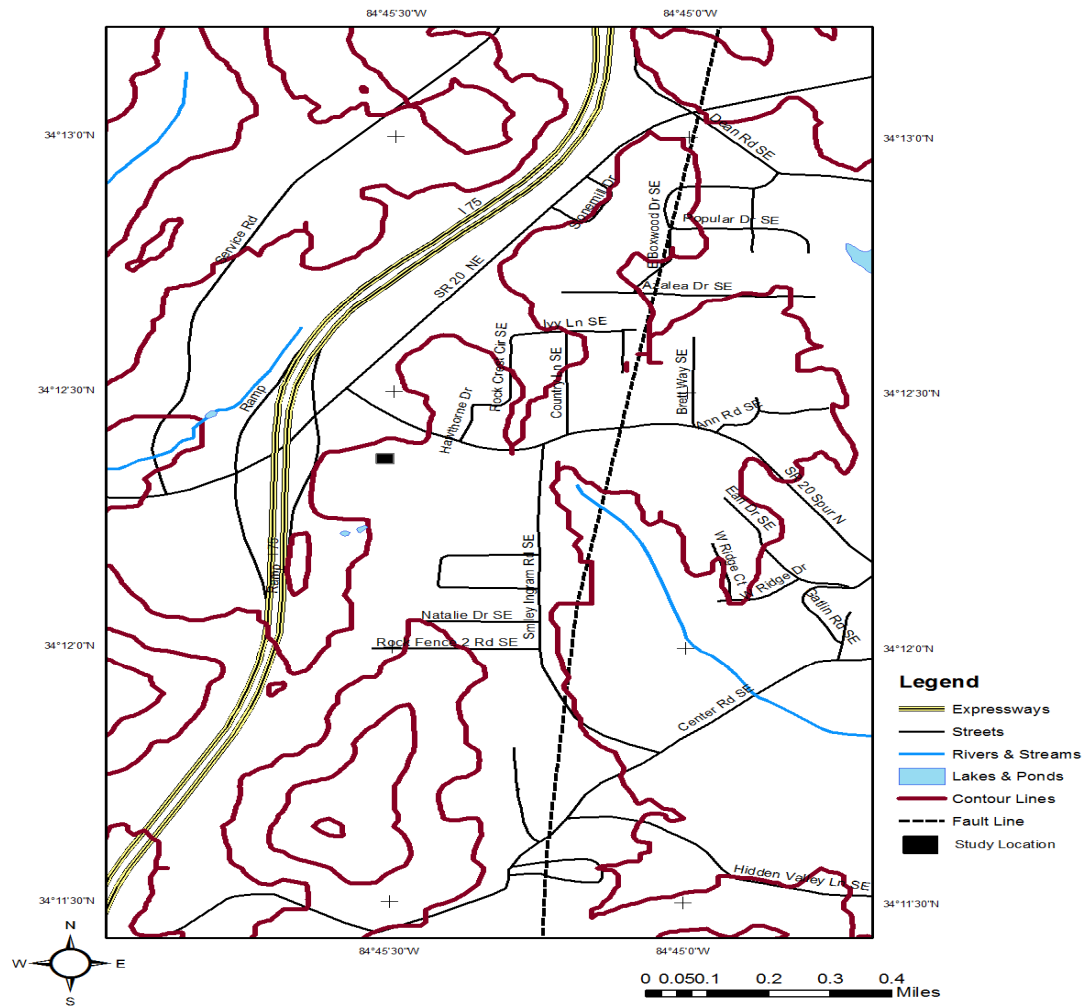 84°45'30"W
84°45'0"W
34°13'0"N
34°13'0"N
Dean Rd SE
I 75
Stonemill Dr
E Boxwood Dr SE
Popular Dr SE
Service Rd
SR 20 NE
Azalea Dr SE
Ivy Ln SE
Rock Crest Cir SE
Country Ln SE
Brett Way SE
34°12'30"N
34°12'30"N
Ramp
Hawthorne Dr
Ann Rd SE
SR 20 Spur N
Earl Dr SE
W Ridge Ct
W Ridge Dr
Gatlin Rd SE
Ramp I 75
Smiley Ingram Rd SE
Natalie Dr SE
Rock Fence 2 Rd SE
34°12'0"N
34°12'0"N
Center Rd SE
Hidden Valley Ln SE
34°11'30"N
34°11'30"N
84°45'30"W
84°45'0"W
Legend
Expressways
Streets
Rivers & Streams
Lakes & Ponds
Contour Lines
Fault Line
Study Location
N
W
E
S
0 0.050.1 0.2 0.3 0.4
Miles